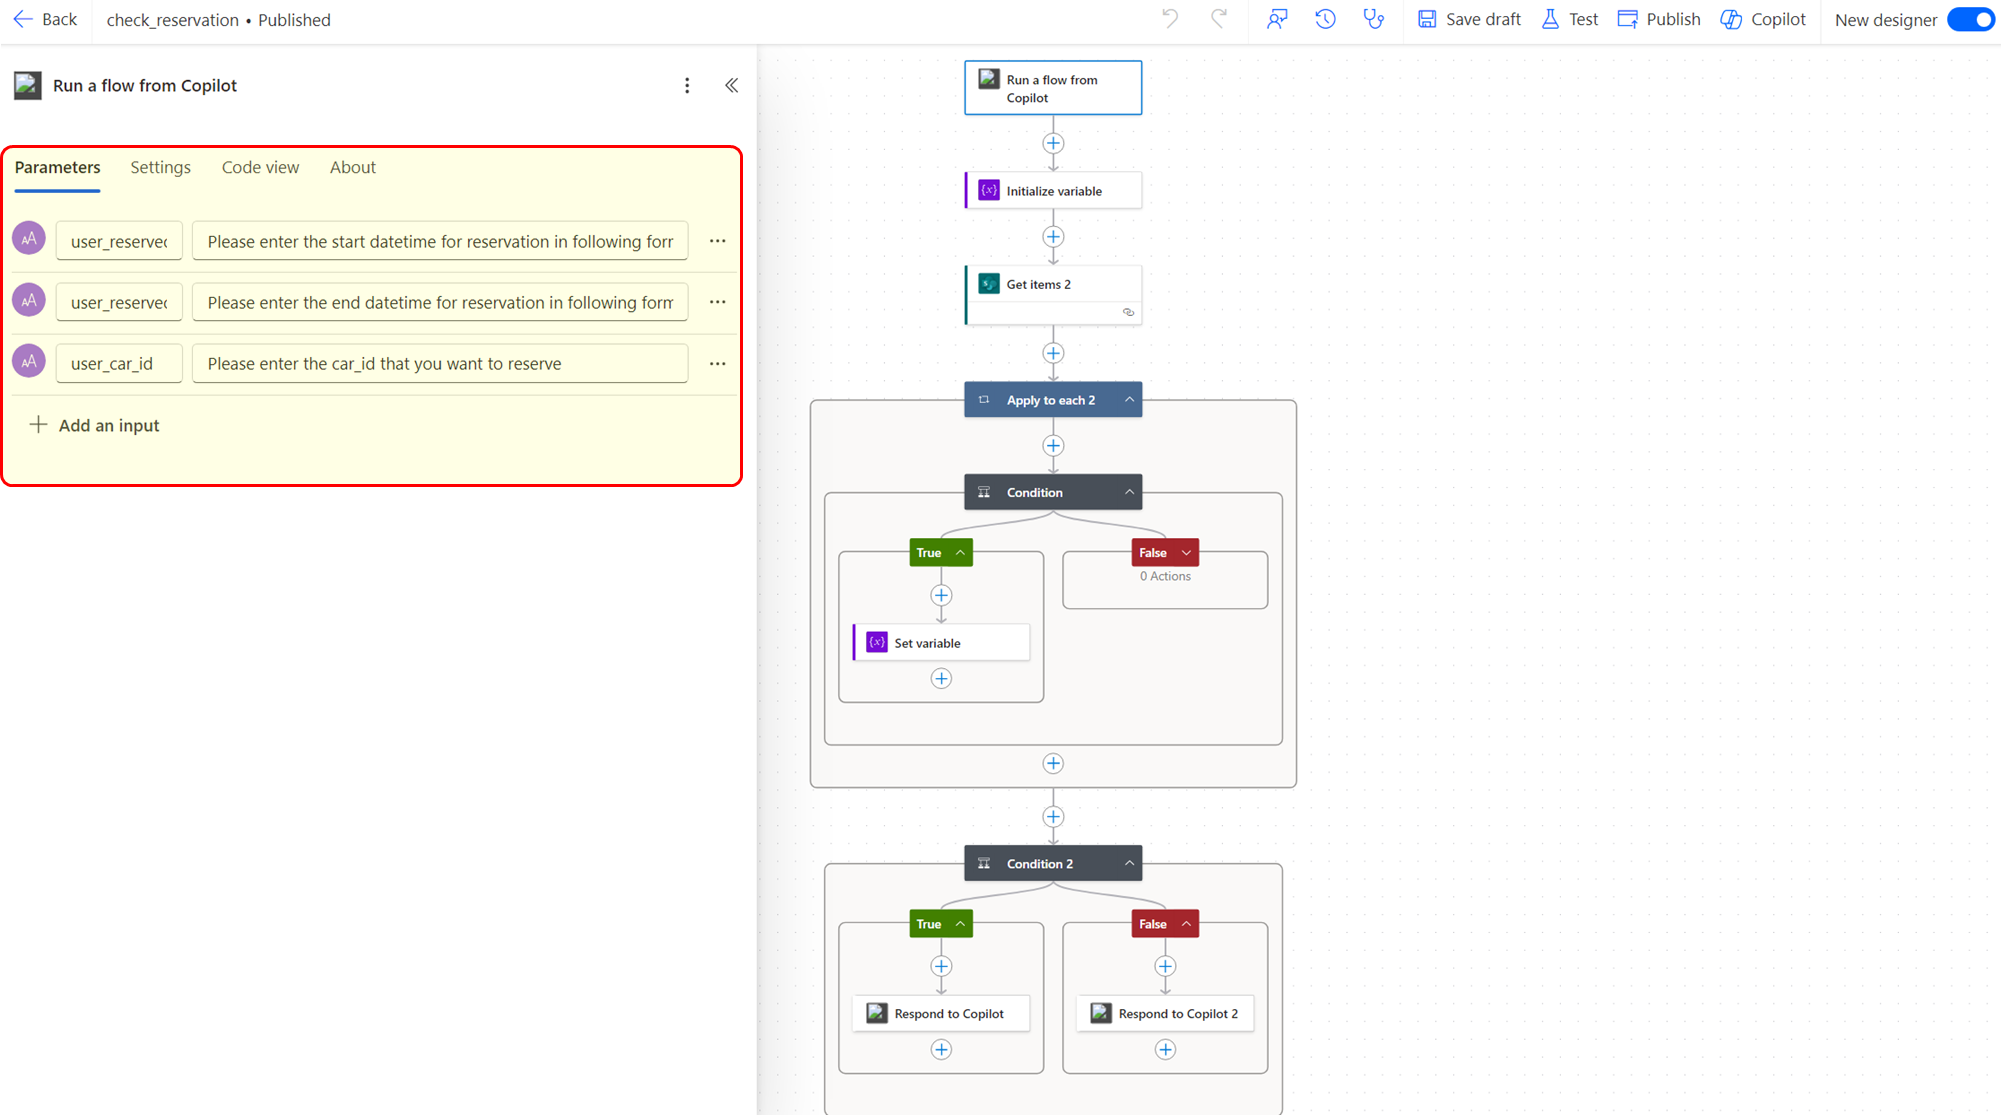 Back
check_reservation • Published
Save draft
Test
Publish
Copilot
New designer
Run a flow from Copilot
Parameters
Settings
Code view
About
user_reserved
Please enter the start datetime for reservation in following forr
user_reserved
Please enter the end datetime for reservation in following form
user_car_id
Please enter the car_id that you want to reserve
Add an input
Run a flow from
Copilot
Initialize variable
Get items 2
Apply to each 2
Condition
True
False
0 Actions
Set variable
Condition 2
True
False
Respond to Copilot
Respond to Copilot 2